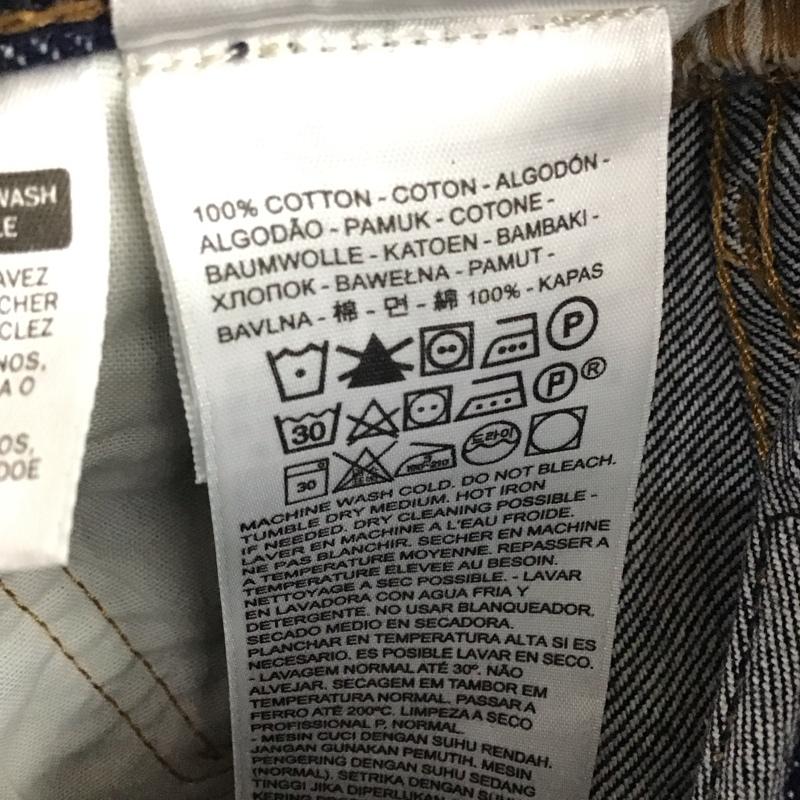 WASH
LE
AVEZ
CHER
CLEZ
NOS,
A O
OS,
DOE
100% COTTON - COTON - ALGODÓN -
ALGODÃO - PAMUK - COTONE -
BAUMWOLLE - KATOEN - BAMBAKI -
ХЛОПОК - BAWEŁNA - PAMUT -
BAVLNA - 棉 - 면 - 綿 100% - KAPAS
P
30
P®
30
드라이
MACHINE WASH COLD. DO NOT BLEACH.
TUMBLE DRY MEDIUM. HOT IRON
IF NEEDED. DRY CLEANING POSSIBLE -
LAVER EN MACHINE A L'EAU FROIDE.
NE PAS BLANCHIR. SECHER EN MACHINE
A TEMPERATURE MOYENNE. REPASSER A
TEMPERATURE ELEVEE AU BESOIN.
NETTOYAGE A SEC POSSIBLE. - LAVAR
EN LAVADORA CON AGUA FRIA Y
DETERGENTE. NO USAR BLANQUEADOR.
SECADO MEDIO EN SECADORA.
PLANCHAR EN TEMPERATURA ALTA SI ES
NECESARIO. ES POSIBLE LAVAR EN SECO.
- LAVAGEM NORMAL ATÉ 30º. NÃO
ALVEJAR. SECAGEM EM TAMBOR EM
TEMPERATURA NORMAL. PASSAR A
FERRO ATÉ 200ºC. LIMPEZA A SECO
PROFISSIONAL P, NORMAL.
- MESIN CUCI DENGAN SUHU RENDAH.
JANGAN GUNAKAN PEMUTIH. MESIN
PENGERING DENGAN SUHU SEDANG
(NORMAL). SETRIKA DENGAN SUHU
TINGGI JIKA DIPERLUKAN